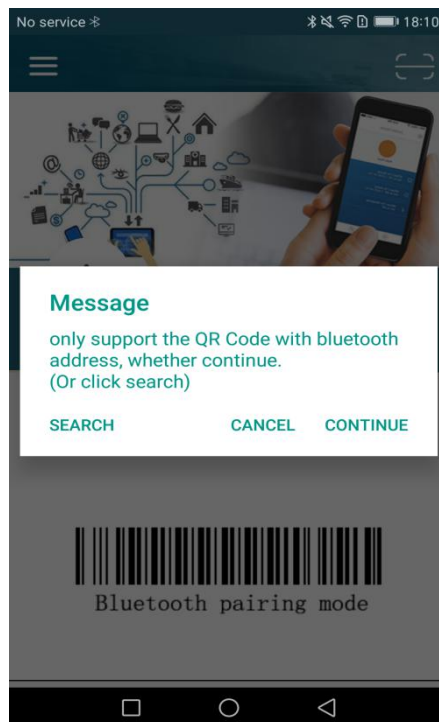 No service
18:10
Message
only support the QR Code with bluetooth
address, whether continue.
(Or click search)
SEARCH CANCEL CONTINUE
Bluetooth pairing mode